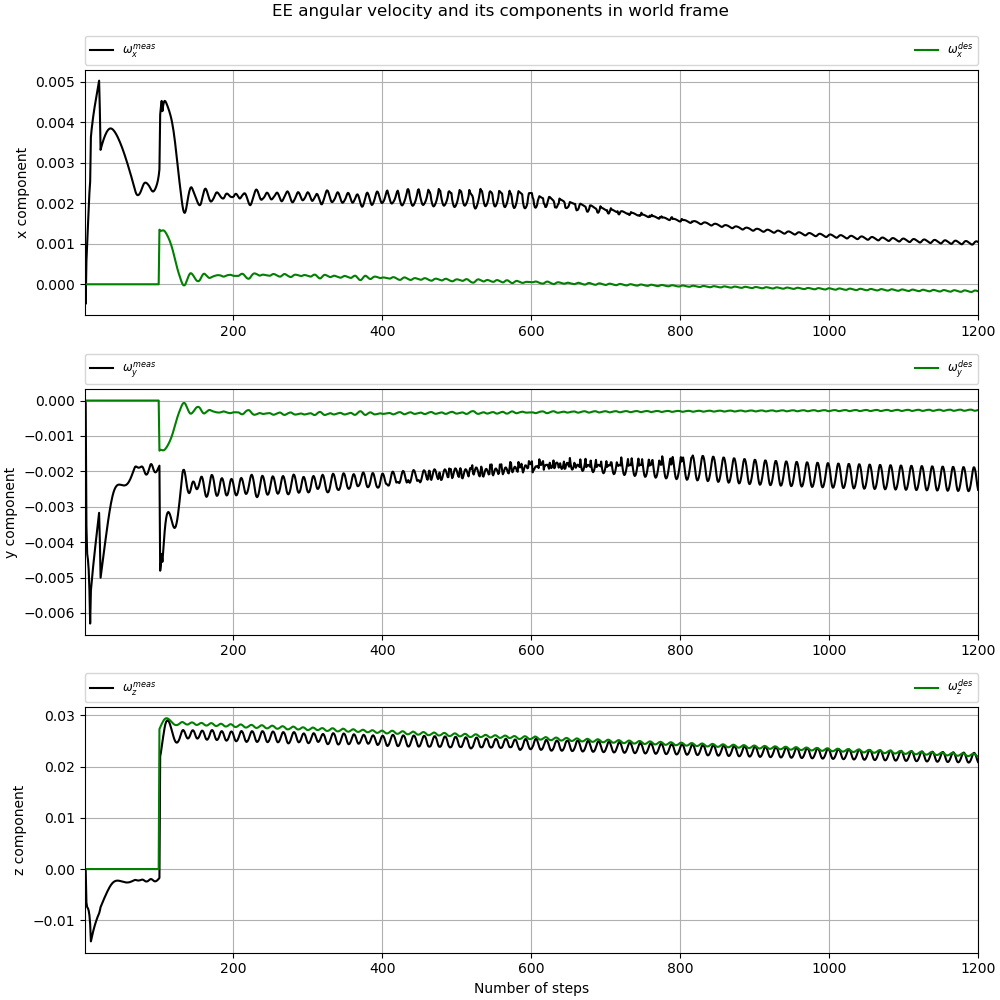 EE angular velocity and its components in world frame
ω_x^meas ω_x^des
0.005
0.004
0.003
0.002
0.001
0.000
x component
200 400 600 800 1000 1200
ω_y^meas ω_y^des
0.000
−0.001
−0.002
−0.003
−0.004
−0.005
−0.006
y component
200 400 600 800 1000 1200
ω_z^meas ω_z^des
0.03
0.02
0.01
0.00
−0.01
z component
200 400 600 800 1000 1200
Number of steps